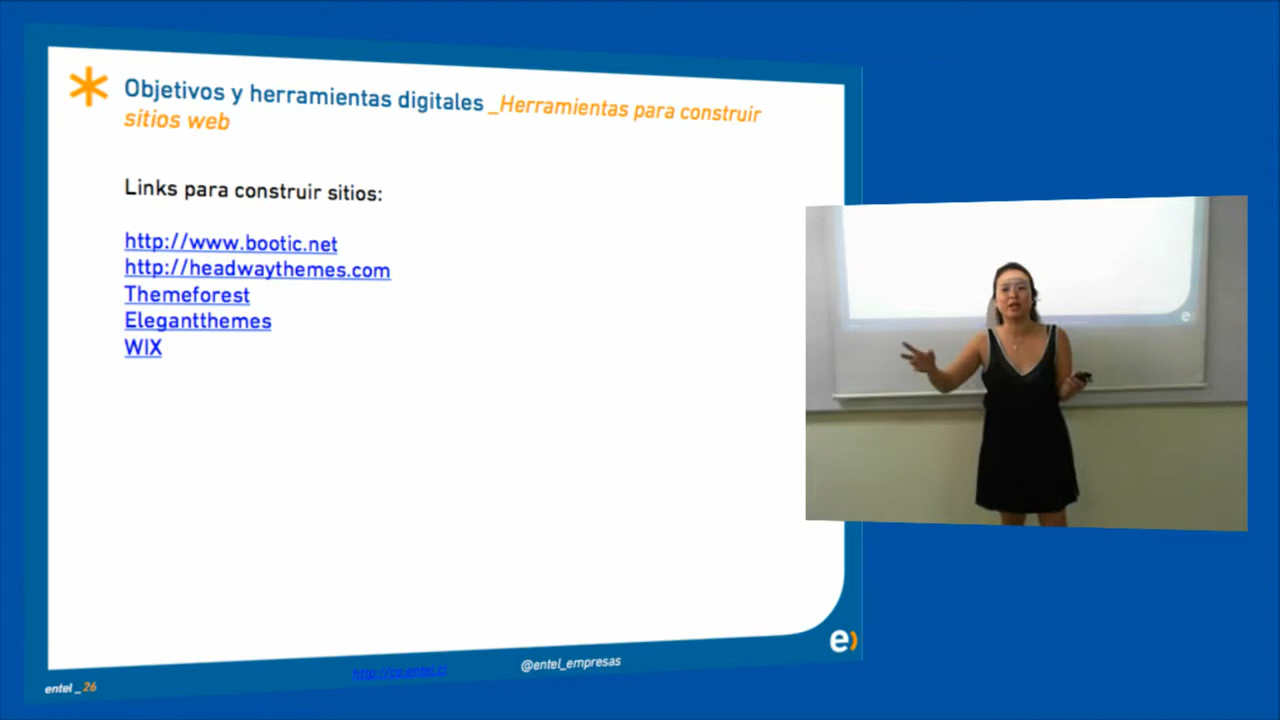 Objetivos y herramientas digitales _Herramientas para construir
sitios web
Links para construir sitios:
http://www.bootic.net
http://headwaythemes.com
Themeforest
Elegantthemes
WIX
e)
entel _ 26
@entel_empresas